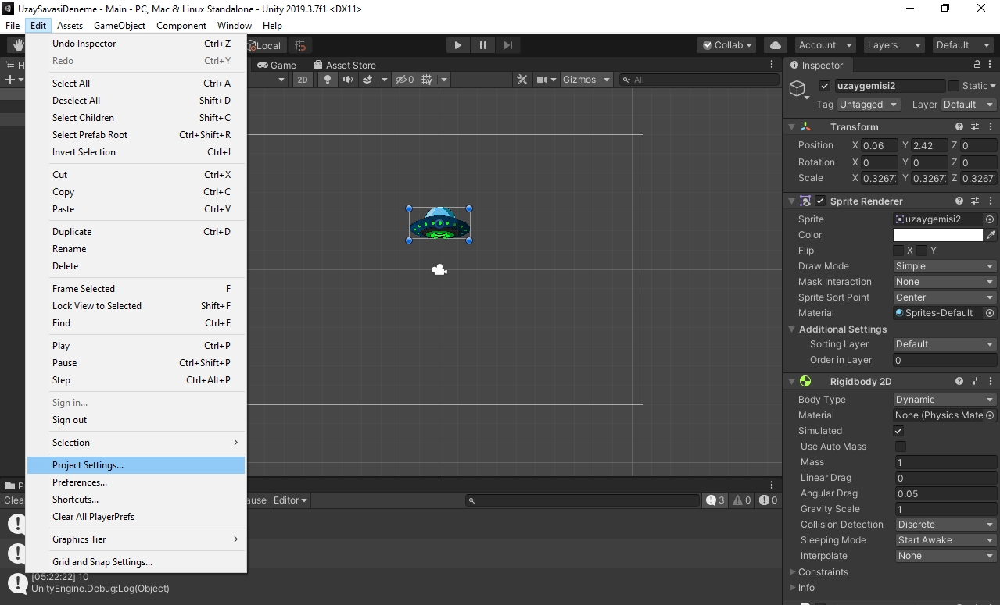 UzaySavasiDeneme - Main - PC, Mac & Linux Standalone - Unity 2019.3.7f1 <DX11>
File Edit Assets GameObject Component Window Help
Local
Collab
Account
Layers
Default
Undo Inspector Ctrl+Z
Redo Ctrl+Y
Select All Ctrl+A
Deselect All Shift+D
Select Children Shift+C
Select Prefab Root Ctrl+Shift+R
Invert Selection Ctrl+I
Cut Ctrl+X
Copy Ctrl+C
Paste Ctrl+V
Duplicate Ctrl+D
Rename
Delete
Frame Selected F
Lock View to Selected Shift+F
Find Ctrl+F
Play Ctrl+P
Pause Ctrl+Shift+P
Step Ctrl+Alt+P
Sign in...
Sign out
Selection
Project Settings...
Preferences...
Shortcuts...
Clear All PlayerPrefs
Graphics Tier
Grid and Snap Settings...
H
Game Asset Store
2D 0 Gizmos All
P
Clea ause Editor 3 0 0
[05:22:22] 10
UnityEngine.Debug:Log(Object)
Inspector
uzaygemisi2 Static
Tag Untagged Layer Default
Transform
Position X 0.06 Y 2.42 Z 0
Rotation X 0 Y 0 Z 0
Scale X 0.3267 Y 0.3267 Z 0.3267
Sprite Renderer
Sprite uzaygemisi2
Color
Flip X Y
Draw Mode Simple
Mask Interaction None
Sprite Sort Point Center
Material Sprites-Default
Additional Settings
Sorting Layer Default
Order in Layer 0
Rigidbody 2D
Body Type Dynamic
Material None (Physics Mate
Simulated
Use Auto Mass
Mass 1
Linear Drag 0
Angular Drag 0.05
Gravity Scale 1
Collision Detection Discrete
Sleeping Mode Start Awake
Interpolate None
Constraints
Info